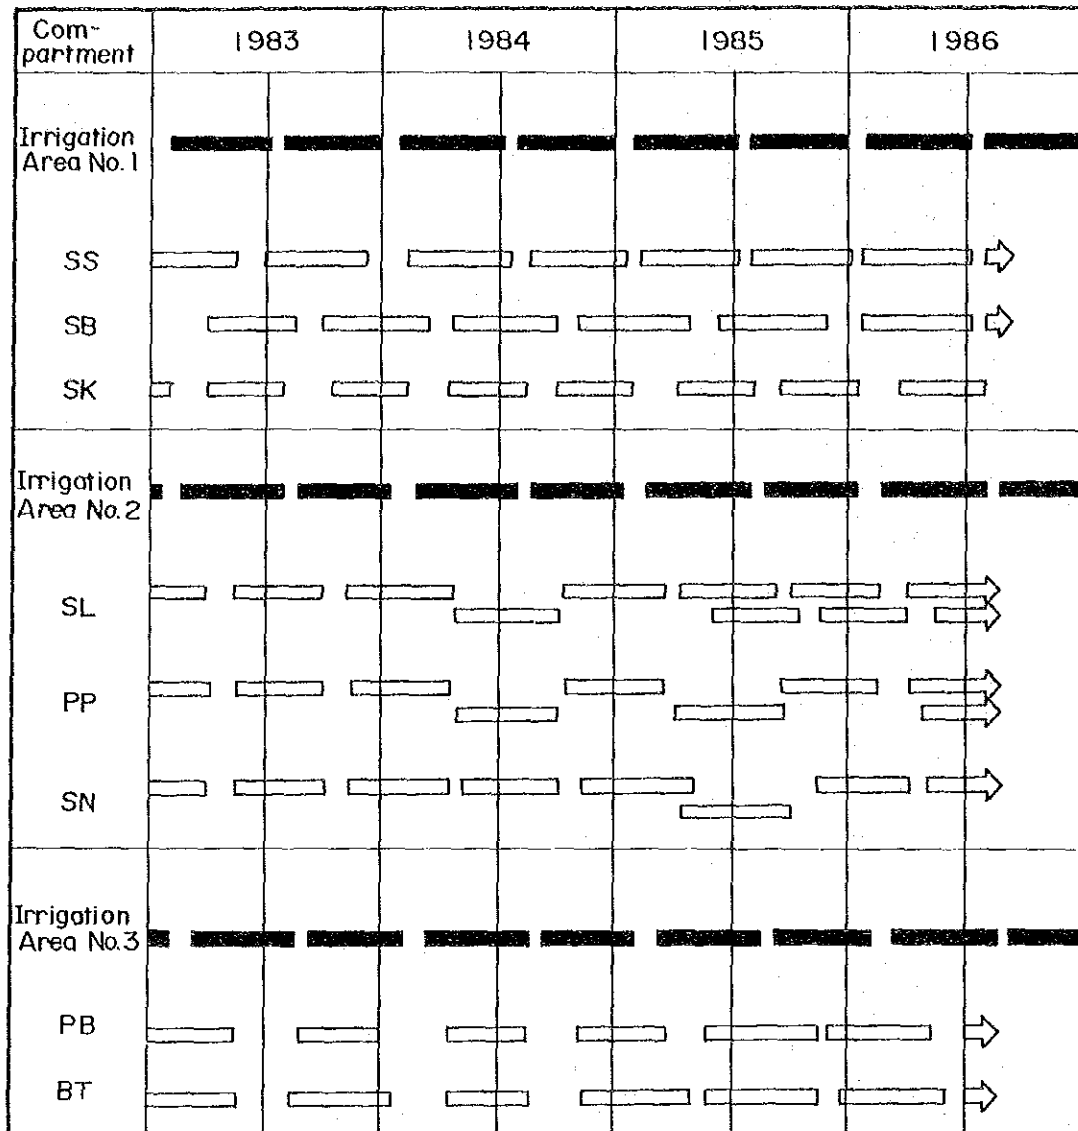 Com-
partment
1983
1984
1985
1986
Irrigation
Area No.1
SS
SB
SK
Irrigation
Area No.2
SL
PP
SN
Irrigation
Area No.3
PB
BT